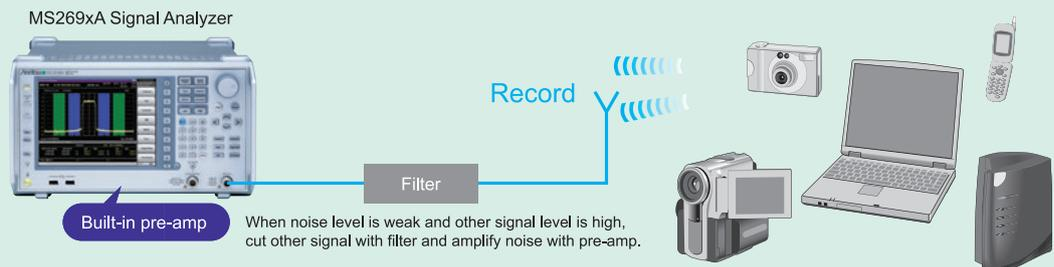 MS269xA Signal Analyzer
Anritsu
Record
Filter
Built-in pre-amp
When noise level is weak and other signal level is high,
cut other signal with filter and amplify noise with pre-amp.